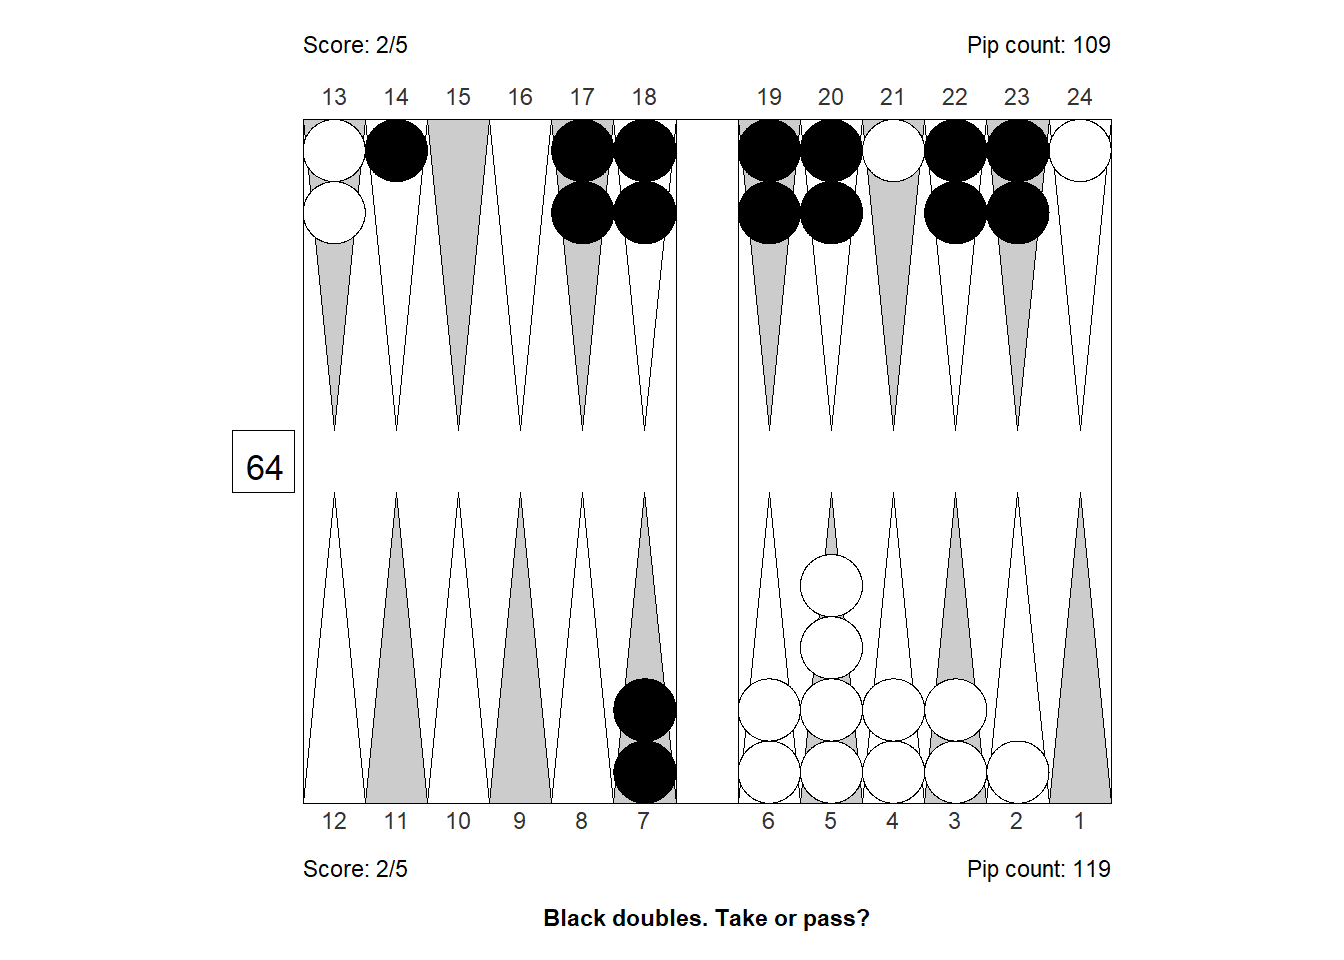 Score: 2/5 Pip count: 109
13 14 15 16 17 18 19 20 21 22 23 24
64
12 11 10 9 8 7 6 5 4 3 2 1
Score: 2/5 Pip count: 119
Black doubles. Take or pass?